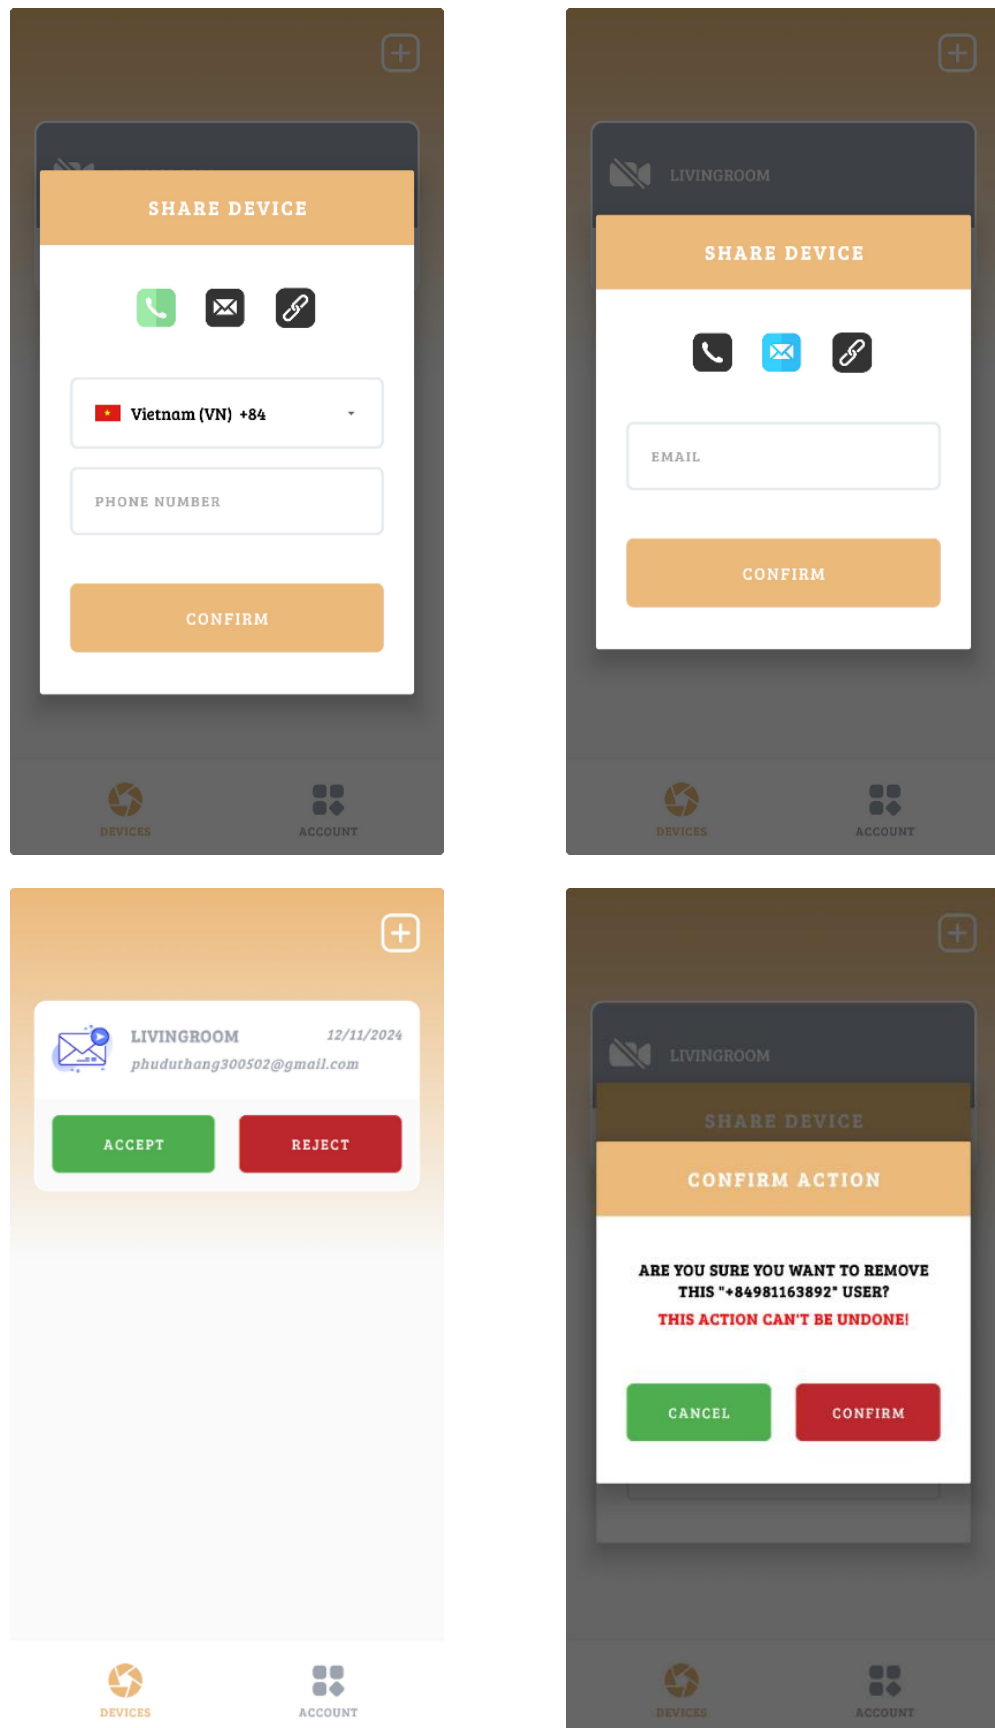 SHARE DEVICE
Vietnam (VN) +84
PHONE NUMBER
CONFIRM
DEVICES
ACCOUNT
LIVINGROOM
SHARE DEVICE
EMAIL
CONFIRM
DEVICES
ACCOUNT
LIVINGROOM
12/11/2024
phuduthang300502@gmail.com
ACCEPT
REJECT
DEVICES
ACCOUNT
LIVINGROOM
SHARE DEVICE
CONFIRM ACTION
ARE YOU SURE YOU WANT TO REMOVE
THIS "+84981163892" USER?
THIS ACTION CAN'T BE UNDONE!
CANCEL
CONFIRM
DEVICES
ACCOUNT